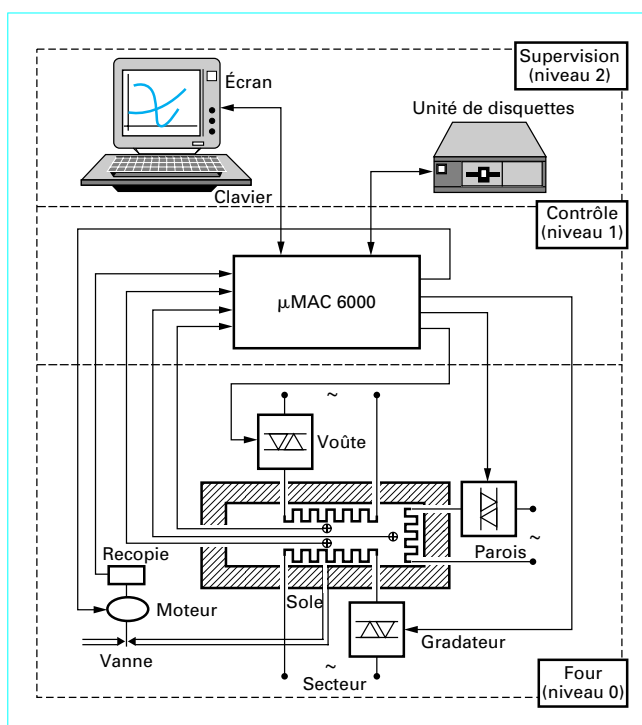 Supervision
(niveau 2)
Écran
Unité de disquettes
Clavier
Contrôle
(niveau 1)
µMAC 6000
~
Voûte
~
Parois
Recopie
Sole
Moteur
Gradateur
Vanne
~
Secteur
Four
(niveau 0)